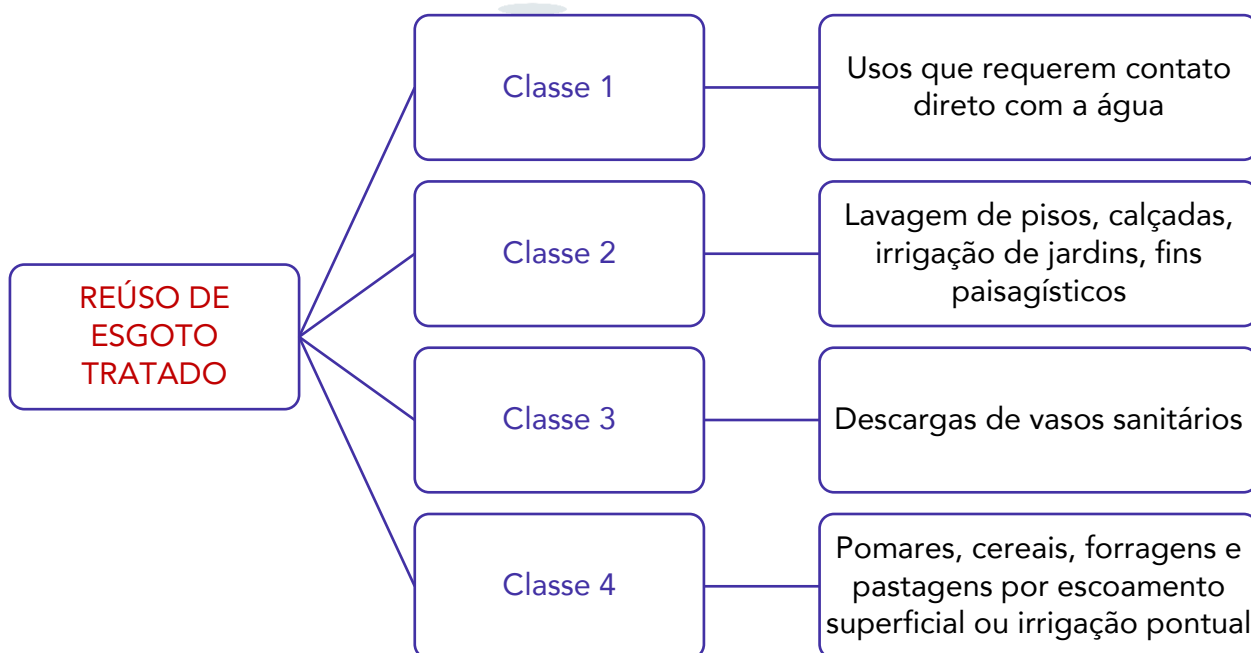 REÚSO DE
ESGOTO
TRATADO
Classe 1
Usos que requerem contato
direto com a água
Classe 2
Lavagem de pisos, calçadas,
irrigação de jardins, fins
paisagísticos
Classe 3
Descargas de vasos sanitários
Classe 4
Pomares, cereais, forragens e
pastagens por escoamento
superficial ou irrigação pontual